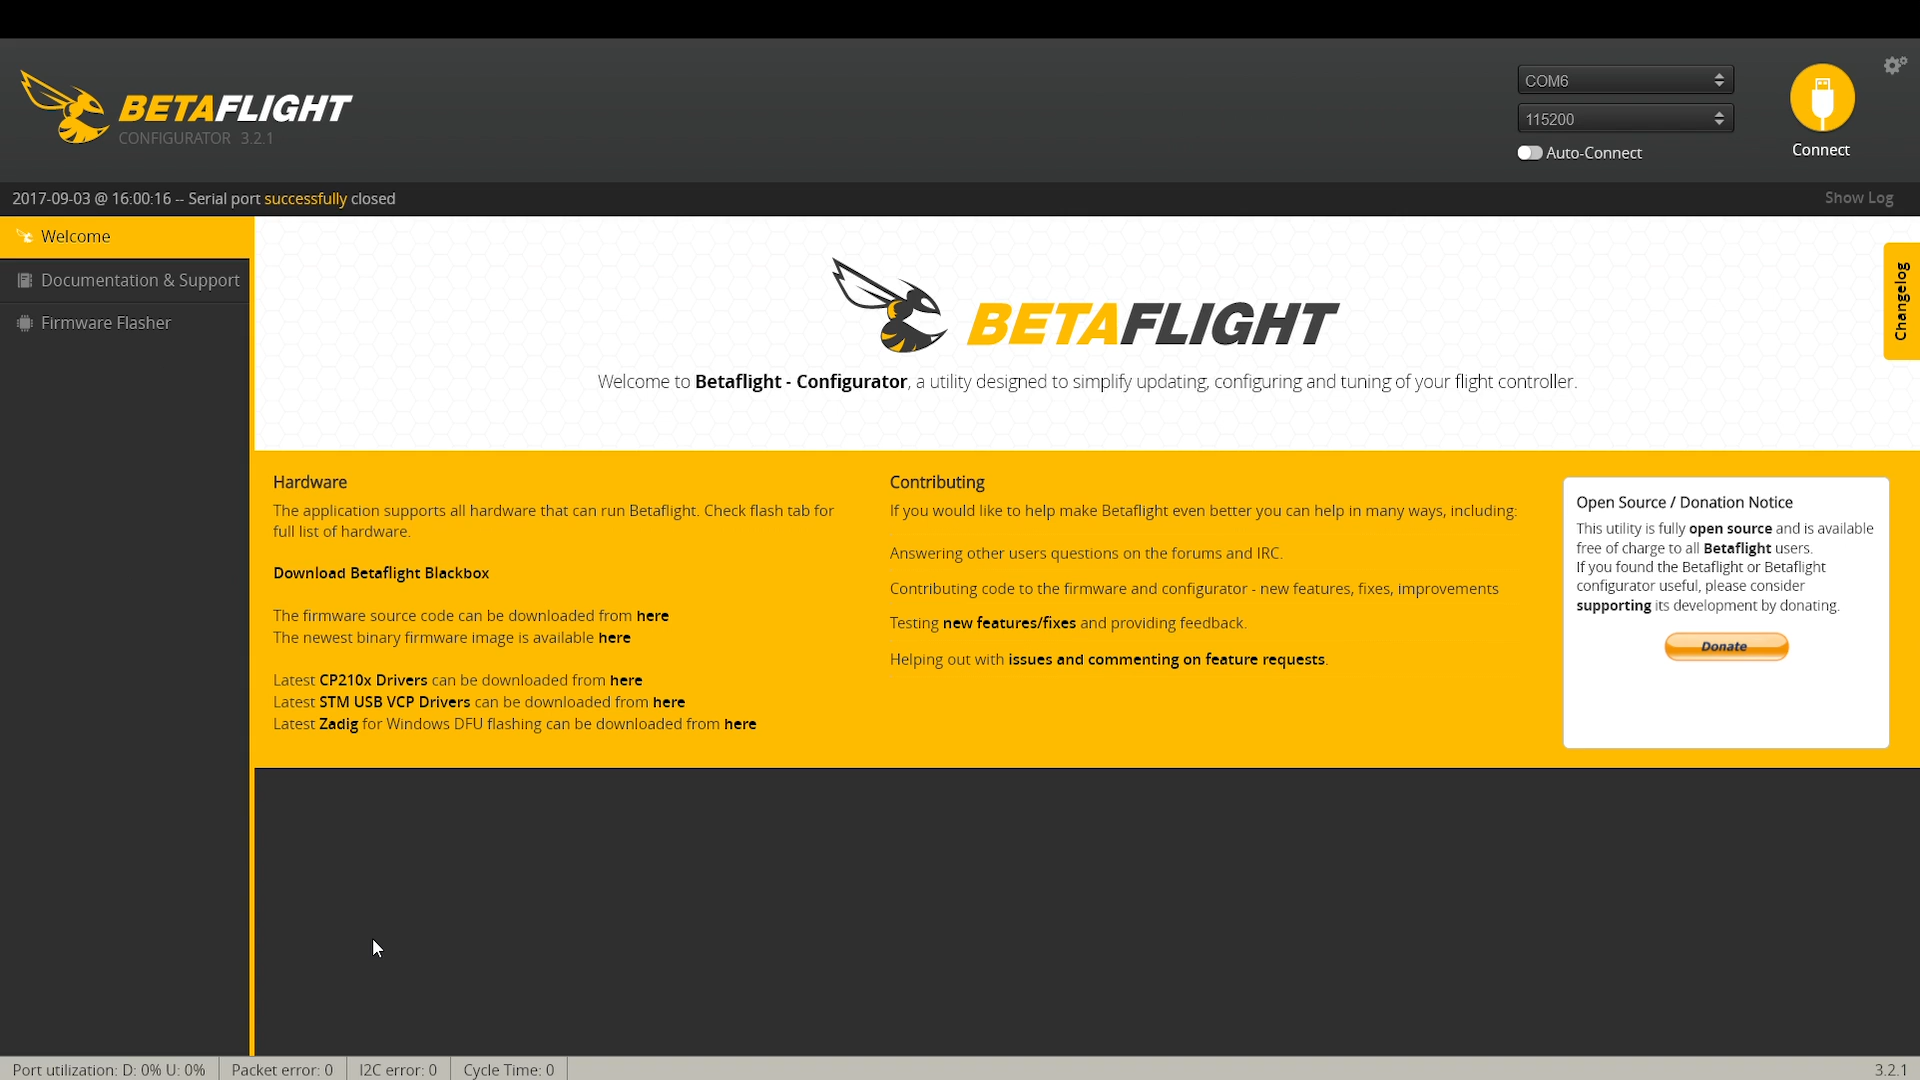 BETAFLIGHT
CONFIGURATOR 3.2.1
COM6
115200
Auto-Connect
Connect
2017-09-03 @ 16:00:16 -- Serial port successfully closed
Show Log
Welcome
Documentation & Support
Firmware Flasher
Changelog
BETAFLIGHT
Welcome to Betaflight - Configurator, a utility designed to simplify updating, configuring and tuning of your flight controller.
Hardware
The application supports all hardware that can run Betaflight. Check flash tab for
full list of hardware.
Download Betaflight Blackbox
The firmware source code can be downloaded from here
The newest binary firmware image is available here
Latest CP210x Drivers can be downloaded from here
Latest STM USB VCP Drivers can be downloaded from here
Latest Zadig for Windows DFU flashing can be downloaded from here
Contributing
If you would like to help make Betaflight even better you can help in many ways, including:
Answering other users questions on the forums and IRC.
Contributing code to the firmware and configurator - new features, fixes, improvements
Testing new features/fixes and providing feedback.
Helping out with issues and commenting on feature requests.
Open Source / Donation Notice
This utility is fully open source and is available
free of charge to all Betaflight users.
If you found the Betaflight or Betaflight
configurator useful, please consider
supporting its development by donating.
Donate
Port utilization: D: 0% U: 0%
Packet error: 0
I2C error: 0
Cycle Time: 0
3.2.1